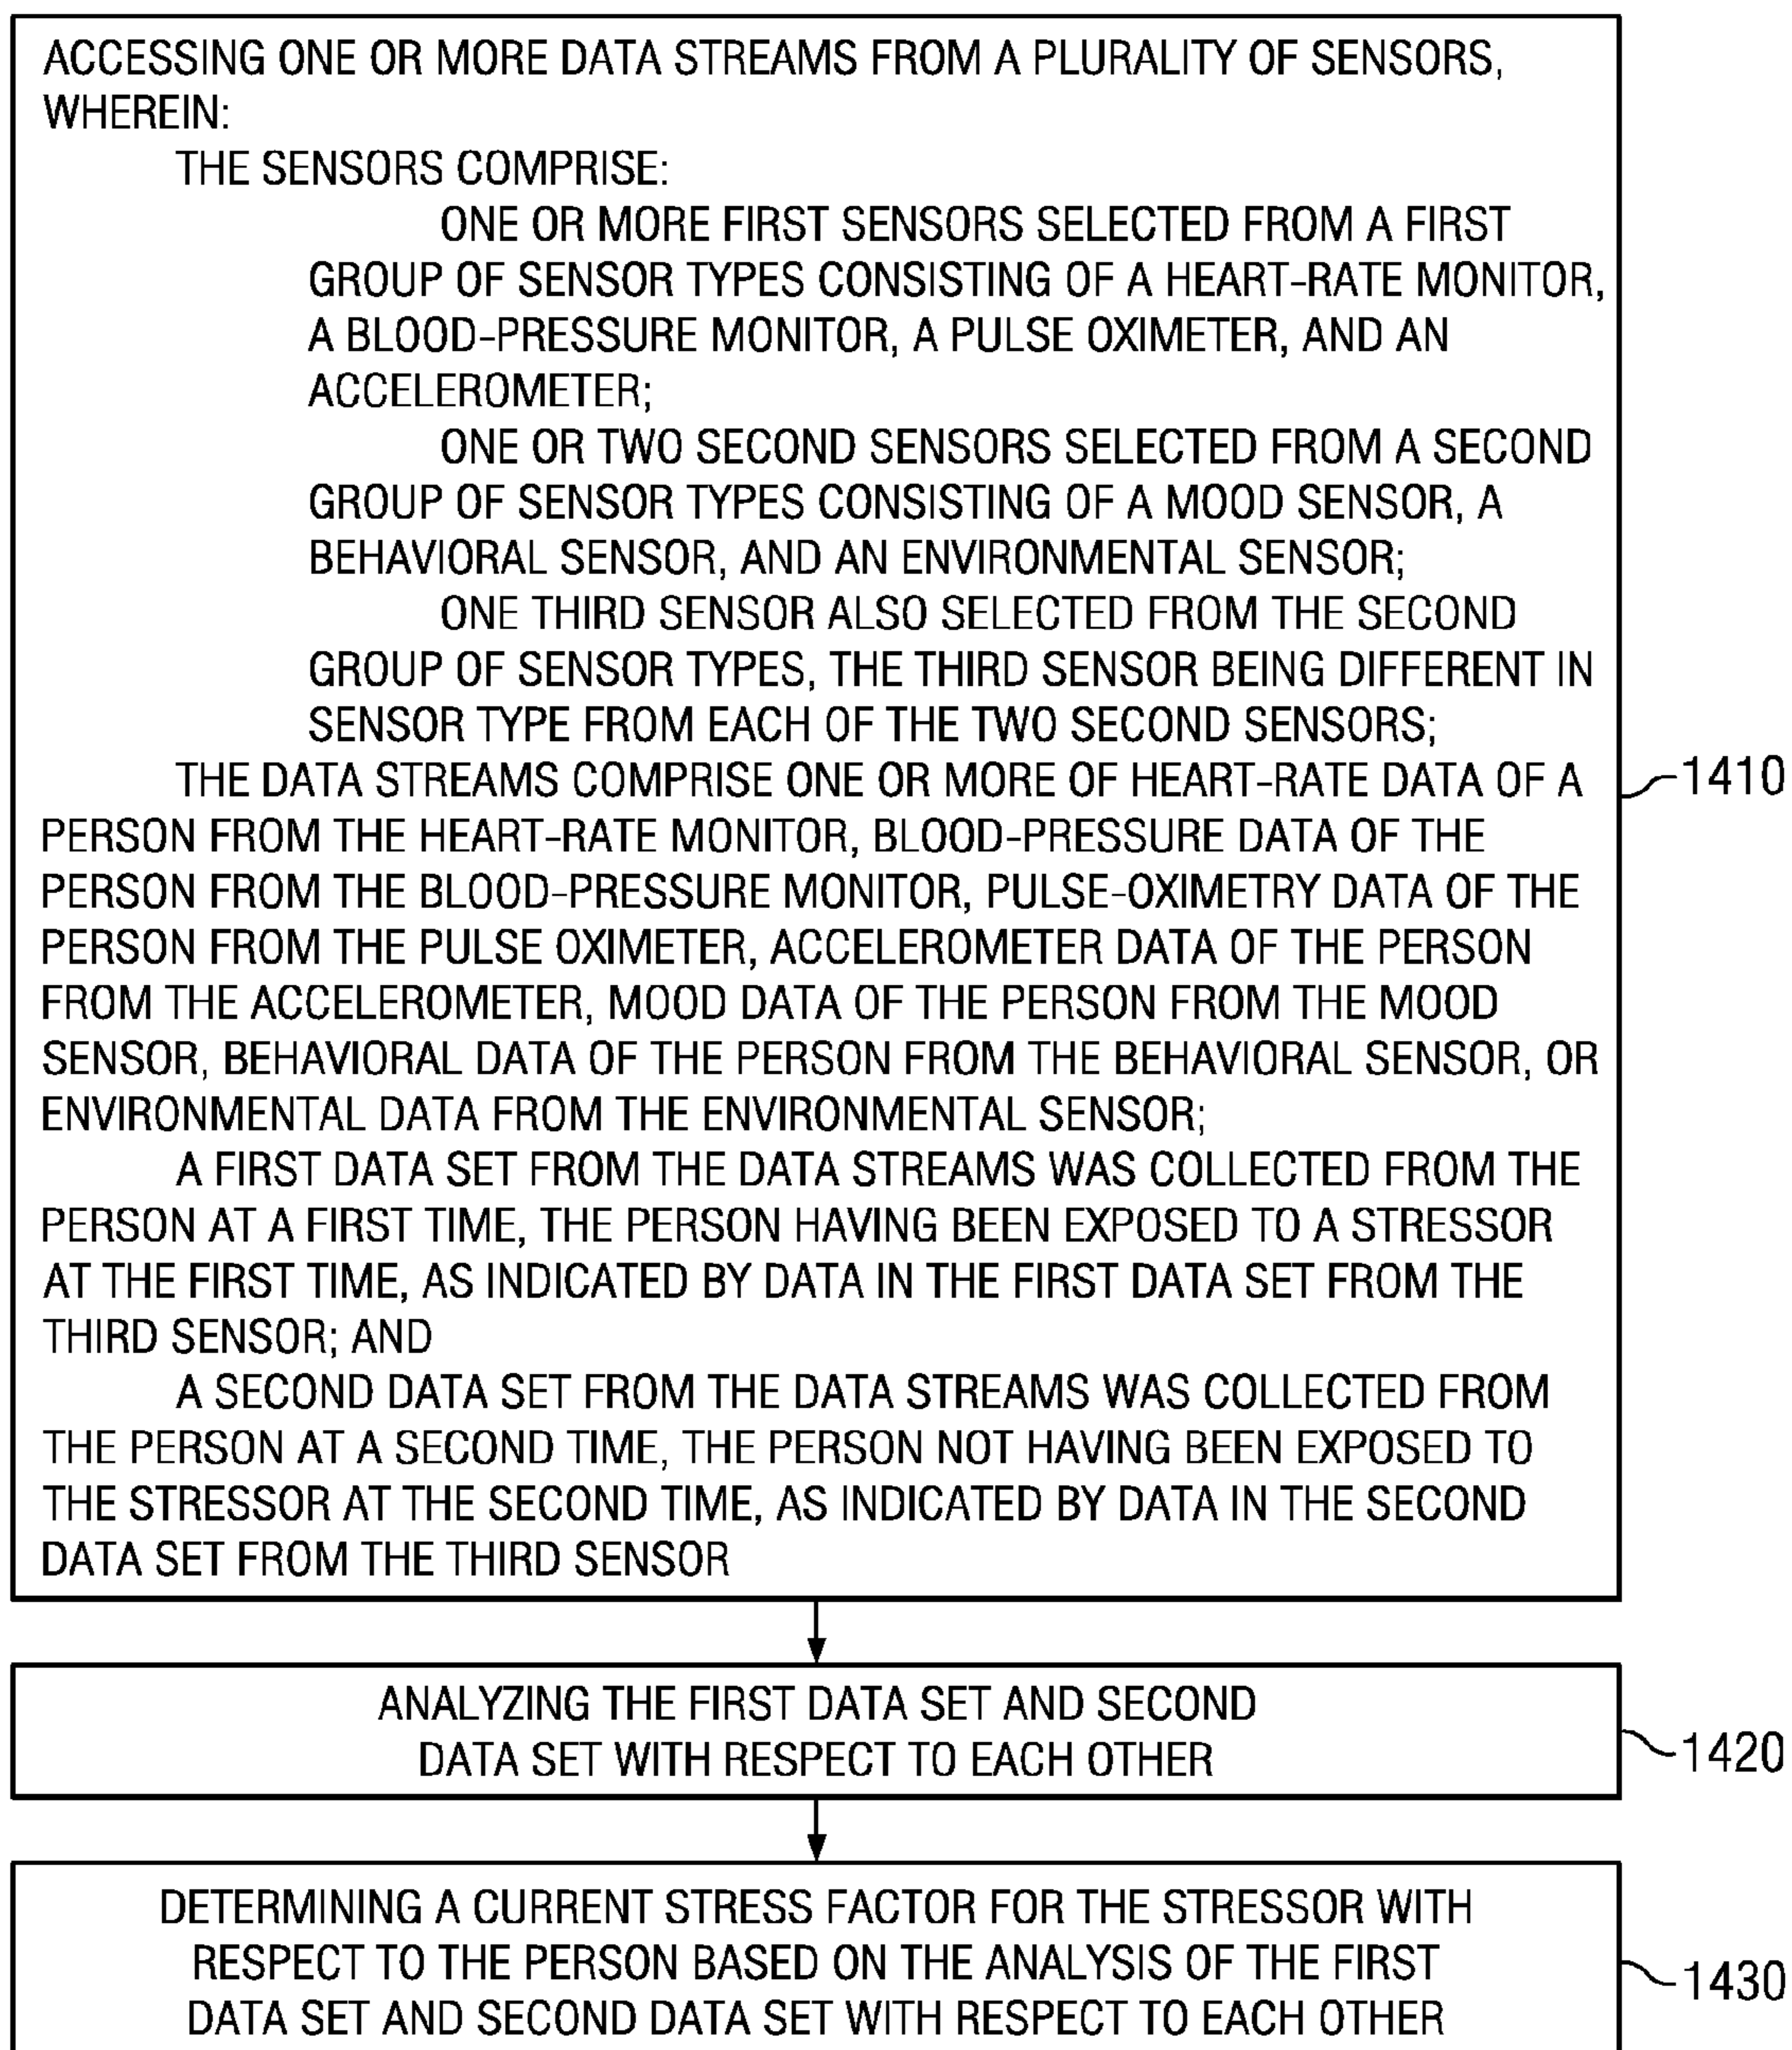 ACCESSING ONE OR MORE DATA STREAMS FROM A PLURALITY OF SENSORS,
WHEREIN:
THE SENSORS COMPRISE:
ONE OR MORE FIRST SENSORS SELECTED FROM A FIRST
GROUP OF SENSOR TYPES CONSISTING OF A HEART-RATE MONITOR,
A BLOOD-PRESSURE MONITOR, A PULSE OXIMETER, AND AN
ACCELEROMETER;
ONE OR TWO SECOND SENSORS SELECTED FROM A SECOND
GROUP OF SENSOR TYPES CONSISTING OF A MOOD SENSOR, A
BEHAVIORAL SENSOR, AND AN ENVIRONMENTAL SENSOR;
ONE THIRD SENSOR ALSO SELECTED FROM THE SECOND
GROUP OF SENSOR TYPES, THE THIRD SENSOR BEING DIFFERENT IN
SENSOR TYPE FROM EACH OF THE TWO SECOND SENSORS;
THE DATA STREAMS COMPRISE ONE OR MORE OF HEART-RATE DATA OF A
PERSON FROM THE HEART-RATE MONITOR, BLOOD-PRESSURE DATA OF THE
PERSON FROM THE BLOOD-PRESSURE MONITOR, PULSE-OXIMETRY DATA OF THE
PERSON FROM THE PULSE OXIMETER, ACCELEROMETER DATA OF THE PERSON
FROM THE ACCELEROMETER, MOOD DATA OF THE PERSON FROM THE MOOD
SENSOR, BEHAVIORAL DATA OF THE PERSON FROM THE BEHAVIORAL SENSOR, OR
ENVIRONMENTAL DATA FROM THE ENVIRONMENTAL SENSOR;
A FIRST DATA SET FROM THE DATA STREAMS WAS COLLECTED FROM THE
PERSON AT A FIRST TIME, THE PERSON HAVING BEEN EXPOSED TO A STRESSOR
AT THE FIRST TIME, AS INDICATED BY DATA IN THE FIRST DATA SET FROM THE
THIRD SENSOR; AND
A SECOND DATA SET FROM THE DATA STREAMS WAS COLLECTED FROM
THE PERSON AT A SECOND TIME, THE PERSON NOT HAVING BEEN EXPOSED TO
THE STRESSOR AT THE SECOND TIME, AS INDICATED BY DATA IN THE SECOND
DATA SET FROM THE THIRD SENSOR
1410
ANALYZING THE FIRST DATA SET AND SECOND
DATA SET WITH RESPECT TO EACH OTHER
1420
DETERMINING A CURRENT STRESS FACTOR FOR THE STRESSOR WITH
RESPECT TO THE PERSON BASED ON THE ANALYSIS OF THE FIRST
DATA SET AND SECOND DATA SET WITH RESPECT TO EACH OTHER
1430